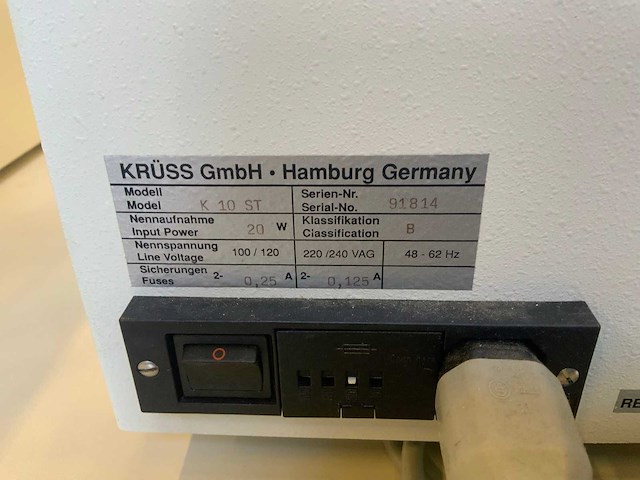 KRÜSS GmbH • Hamburg Germany
Modell
Model K 10 ST
Serien-Nr.
Serial-No. 91814
Nennaufnahme
Input Power 20 W
Klassifikation
Classification B
Nennspannung
Line Voltage 100 / 120
220 /240 VAG
48 - 62 Hz
Sicherungen
Fuses 2- 0,25 A
2- 0,125 A
O
RE